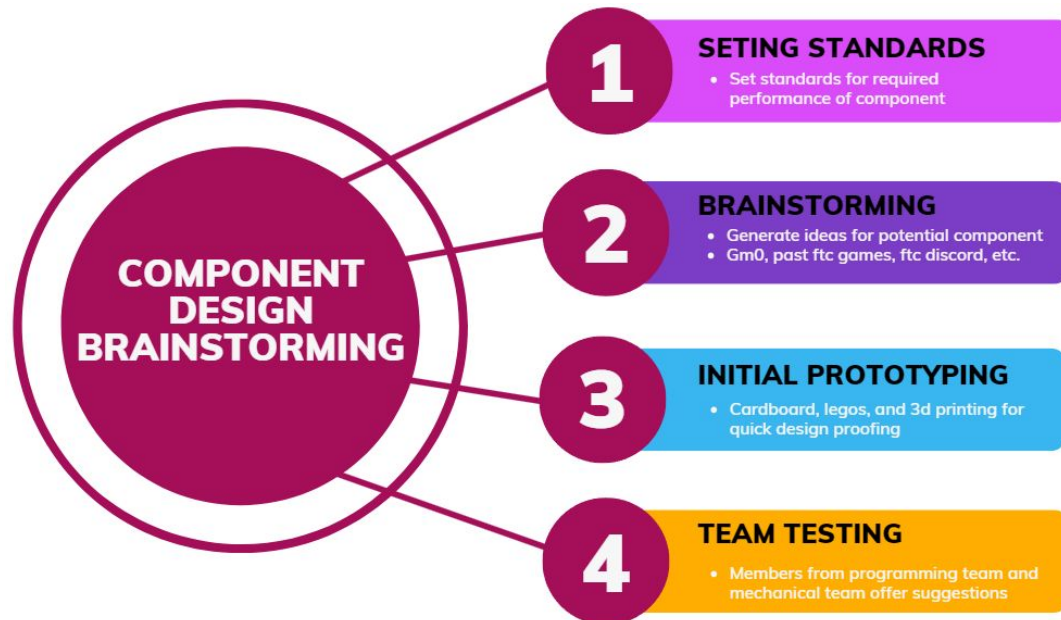 COMPONENT
DESIGN
BRAINSTORMING
1
SETING STANDARDS
• Set standards for required
performance of component
2
BRAINSTORMING
• Generate ideas for potential component
• Gm0, past ftc games, ftc discord, etc.
3
INITIAL PROTOTYPING
• Cardboard, legos, and 3d printing for
quick design proofing
4
TEAM TESTING
• Members from programming team and
mechanical team offer suggestions